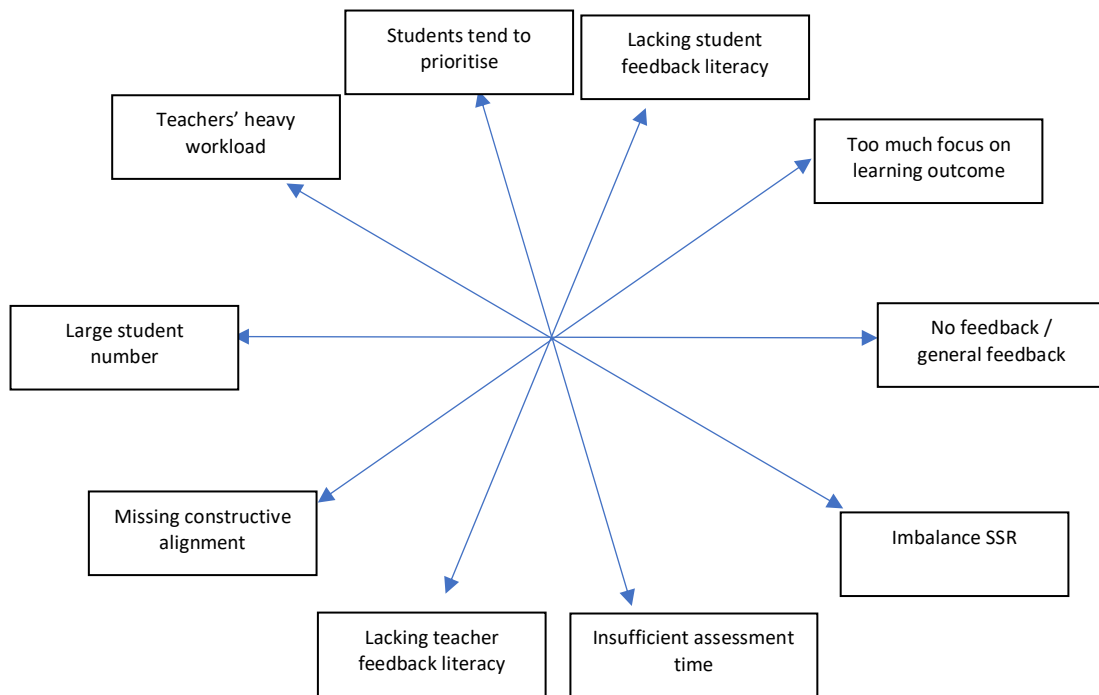 Students tend to
prioritise
Lacking student
feedback literacy
Teachers’ heavy
workload
Too much focus on
learning outcome
Large student
number
No feedback /
general feedback
Missing constructive
alignment
Imbalance SSR
Lacking teacher
feedback literacy
Insufficient assessment
time